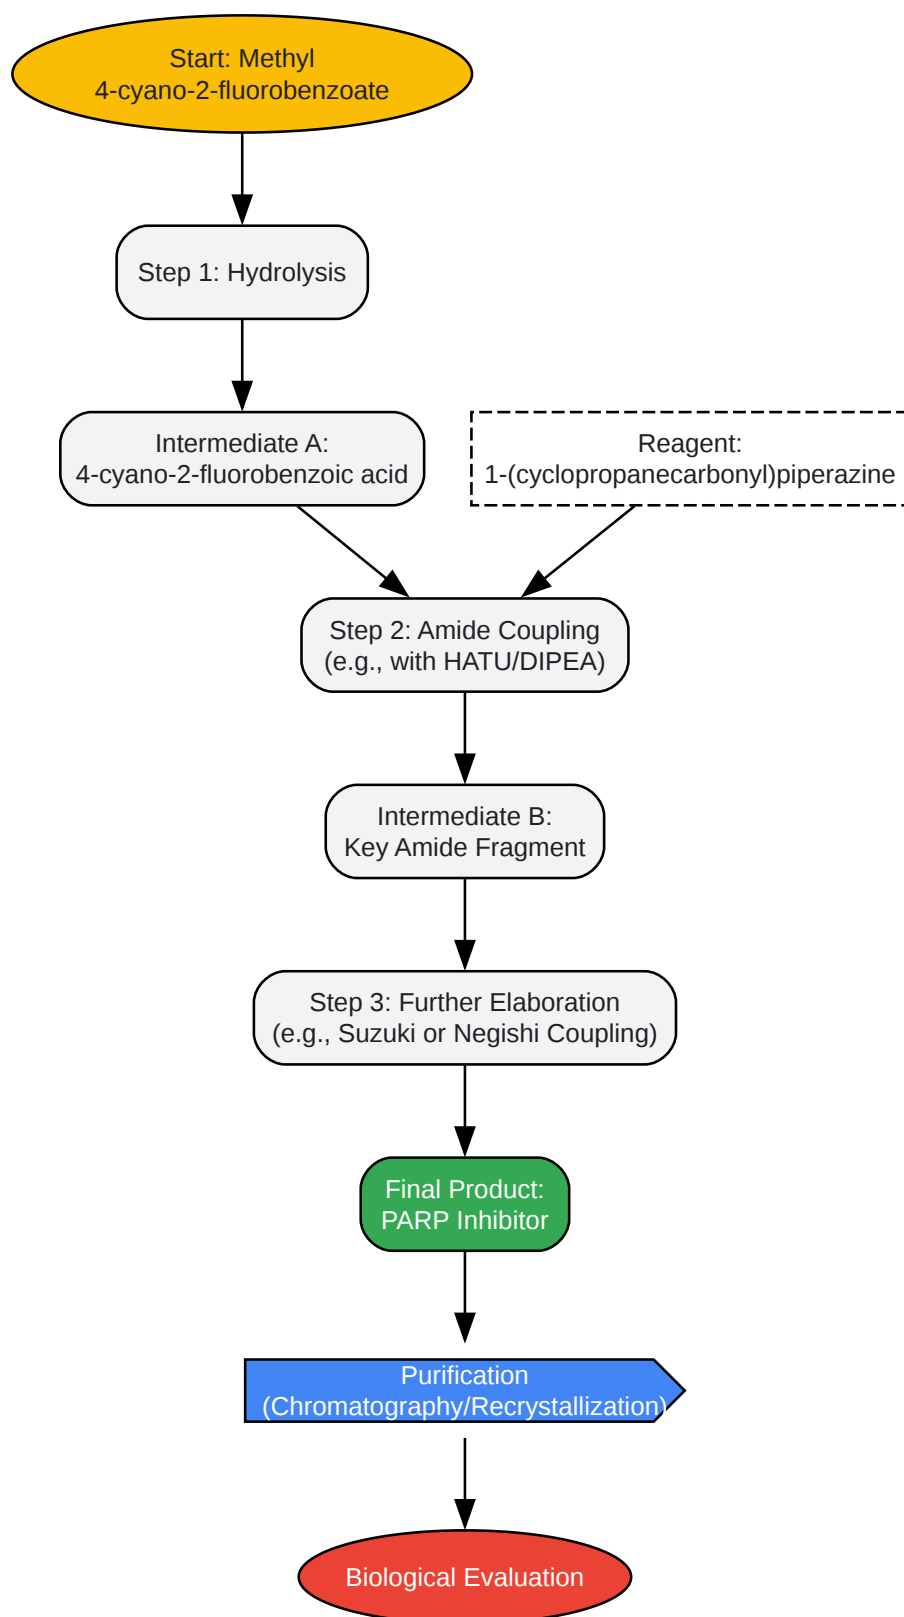 Start: Methyl
4-cyano-2-fluorobenzoate
Step 1: Hydrolysis
Intermediate A:
4-cyano-2-fluorobenzoic acid
Reagent:
1-(cyclopropanecarbonyl)piperazine
Step 2: Amide Coupling
(e.g., with HATU/DIPEA)
Intermediate B:
Key Amide Fragment
Step 3: Further Elaboration
(e.g., Suzuki or Negishi Coupling)
Final Product:
PARP Inhibitor
Purification
(Chromatography/Recrystallization)
Biological Evaluation